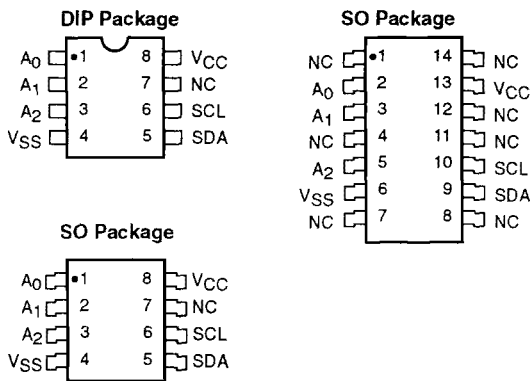 DIP Package
A0 1 8 VCC
A1 2 7 NC
A2 3 6 SCL
VSS 4 5 SDA
SO Package
A0 1 8 VCC
A1 2 7 NC
A2 3 6 SCL
VSS 4 5 SDA
SO Package
NC 1 14 NC
A0 2 13 VCC
A1 3 12 NC
NC 4 11 NC
A2 5 10 SCL
VSS 6 9 SDA
NC 7 8 NC